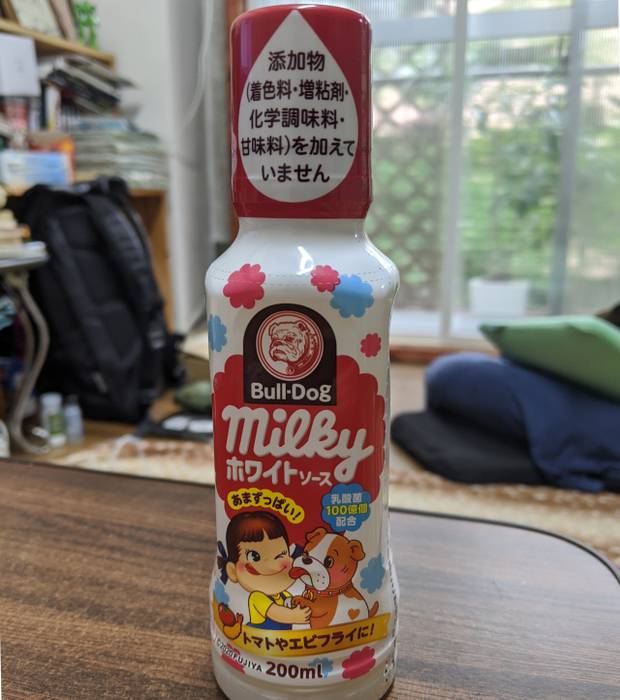 添加物
(着色料・増粘剤・
化学調味料・
甘味料)を加えて
いません
Bull-Dog
milky
ホワイトソース
あまずっぱい!
乳酸菌
100億個
配合
トマトやエビフライに!
FUJIYA
200ml